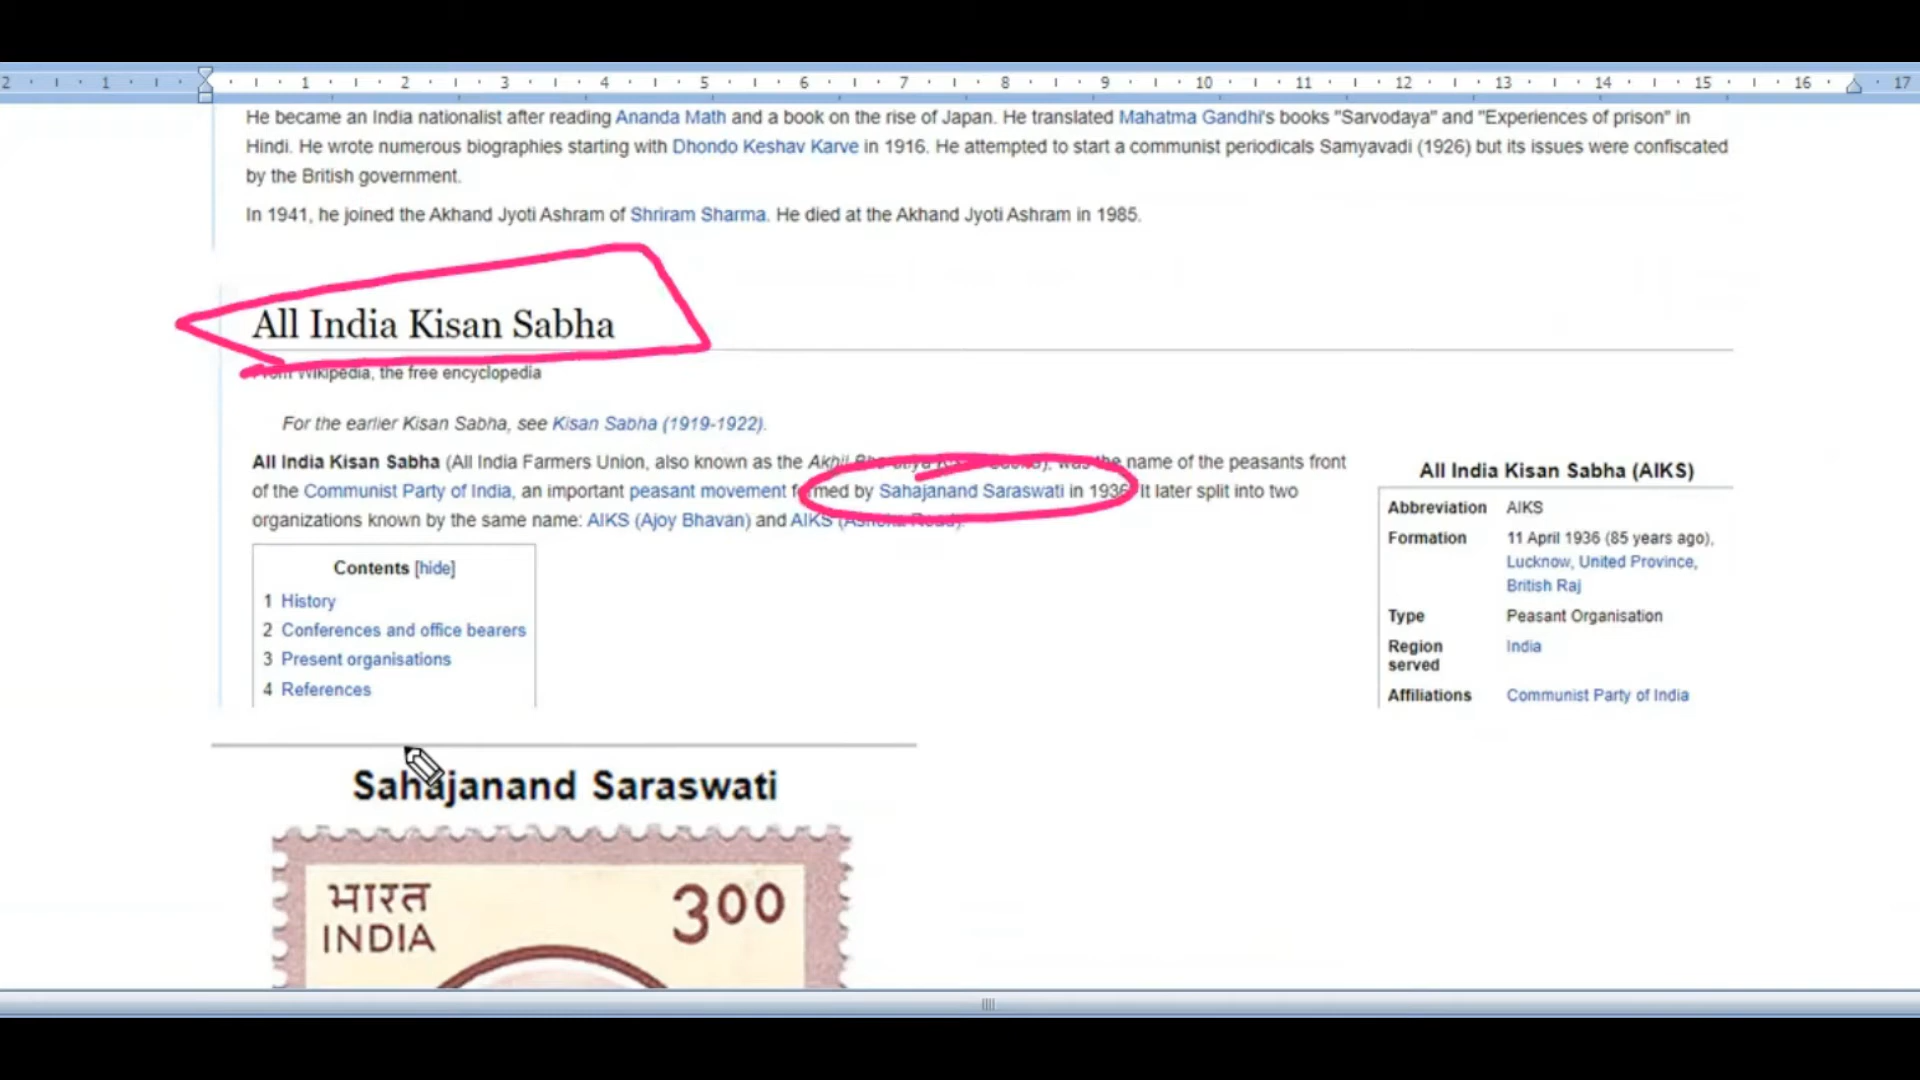 2 1 1 2 3 4 5 6 7 8 9 10 11 12 13 14 15 16 17
He became an India nationalist after reading Ananda Math and a book on the rise of Japan. He translated Mahatma Gandhi's books "Sarvodaya" and "Experiences of prison" in
Hindi. He wrote numerous biographies starting with Dhondo Keshav Karve in 1916. He attempted to start a communist periodicals Samyavadi (1926) but its issues were confiscated
by the British government.
In 1941, he joined the Akhand Jyoti Ashram of Shriram Sharma. He died at the Akhand Jyoti Ashram in 1985.
All India Kisan Sabha
From Wikipedia, the free encyclopedia
For the earlier Kisan Sabha, see Kisan Sabha (1919-1922).
All India Kisan Sabha (All India Farmers Union, also known as the Akhil was the name of the peasants front
of the Communist Party of India, an important peasant movement formed by Sahajanand Saraswati in 1936. It later split into two
organizations known by the same name: AIKS (Ajoy Bhavan) and AIKS (Ashoka Road).
Contents [hide]
1 History
2 Conferences and office bearers
3 Present organisations
4 References
All India Kisan Sabha (AIKS)
Abbreviation AIKS
Formation 11 April 1936 (85 years ago),
Lucknow, United Province,
British Raj
Type Peasant Organisation
Region India
served
Affiliations Communist Party of India
Sahajanand Saraswati
भारत 300
INDIA